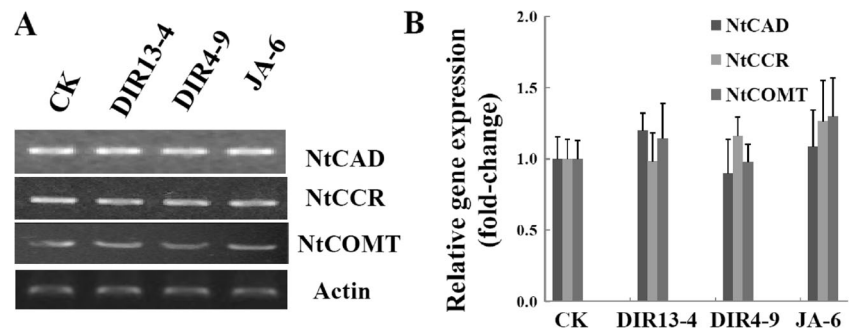 A
CK DIR13-4 DIR4-9 JA-6
NtCAD
NtCCR
NtCOMT
Actin
B
Relative gene expression
(fold-change)
2.0
1.5
1.0
0.5
0.0
NtCAD
NtCCR
NtCOMT
CK DIR13-4 DIR4-9 JA-6